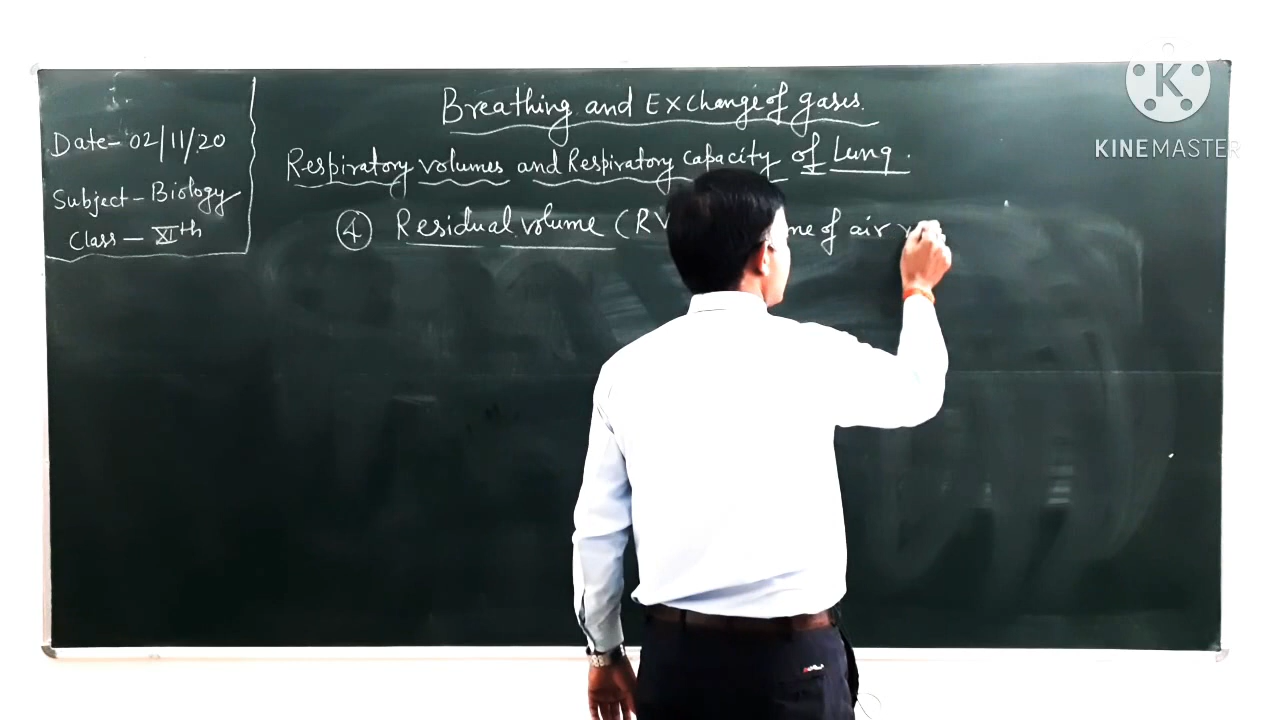 Breathing and Exchange of gases.
Date - 02/11/20
Subject - Biology
Class - XIth
Respiratory volumes and Respiratory capacity of Lung.
④ Residual volume (RV of air
K
KINEMASTER